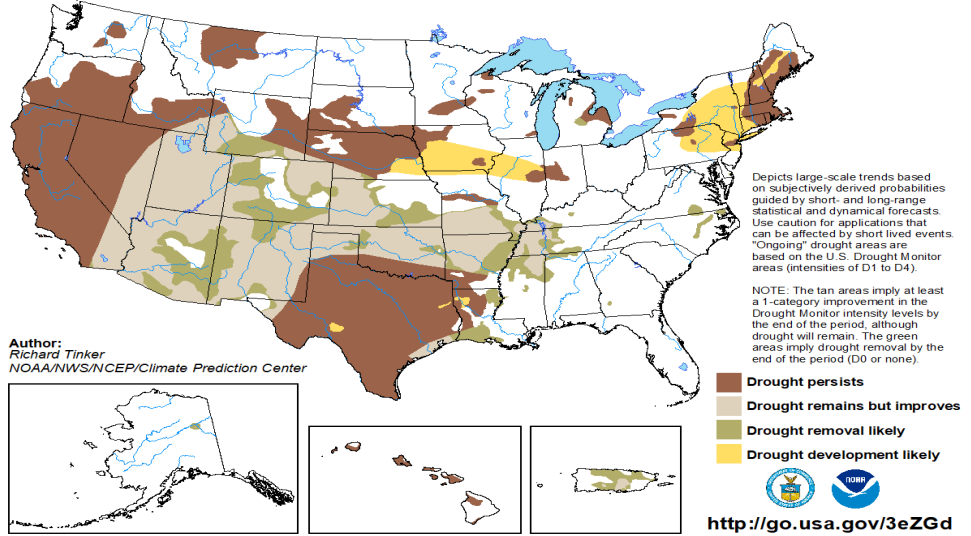 Depicts large-scale trends based
on subjectively derived probabilities
guided by short- and long-range
statistical and dynamical forecasts.
Use caution for applications that
can be affected by short lived events.
"Ongoing" drought areas are
based on the U.S. Drought Monitor
areas (intensities of D1 to D4).
NOTE: The tan areas imply at least
a 1-category improvement in the
Drought Monitor intensity levels by
the end of the period, although
drought will remain. The green
areas imply drought removal by the
end of the period (D0 or none).
Author:
Richard Tinker
NOAA/NWS/NCEP/Climate Prediction Center
Drought persists
Drought remains but improves
Drought removal likely
Drought development likely
NOAA
http://go.usa.gov/3eZGd